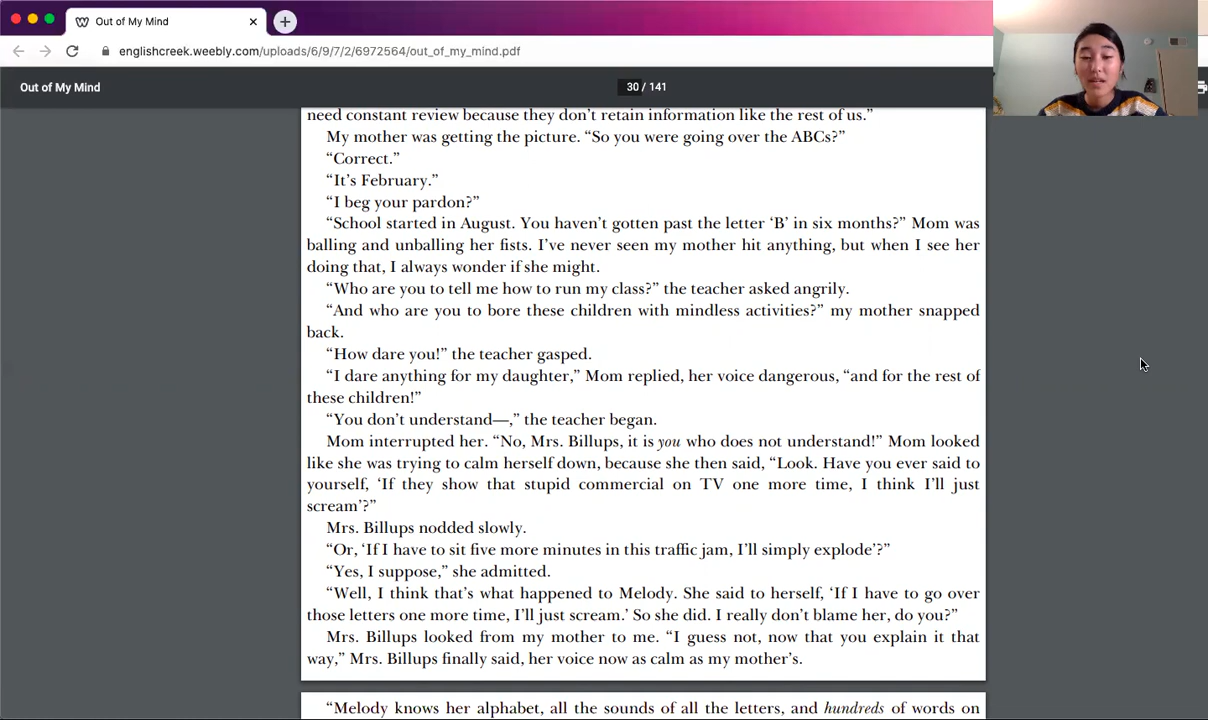 Out of My Mind
englishcreek.weebly.com/uploads/6/9/7/2/6972564/out_of_my_mind.pdf
Out of My Mind
30 / 141
need constant review because they don’t retain information like the rest of us.”
My mother was getting the picture. “So you were going over the ABCs?”
“Correct.”
“It’s February.”
“I beg your pardon?”
“School started in August. You haven’t gotten past the letter ‘B’ in six months?” Mom was
balling and unballing her fists. I’ve never seen my mother hit anything, but when I see her
doing that, I always wonder if she might.
“Who are you to tell me how to run my class?” the teacher asked angrily.
“And who are you to bore these children with mindless activities?” my mother snapped
back.
“How dare you!” the teacher gasped.
“I dare anything for my daughter,” Mom replied, her voice dangerous, “and for the rest of
these children!”
“You don’t understand—,” the teacher began.
Mom interrupted her. “No, Mrs. Billups, it is you who does not understand!” Mom looked
like she was trying to calm herself down, because she then said, “Look. Have you ever said to
yourself, ‘If they show that stupid commercial on TV one more time, I think I’ll just
scream’?”
Mrs. Billups nodded slowly.
“Or, ‘If I have to sit five more minutes in this traffic jam, I’ll simply explode’?”
“Yes, I suppose,” she admitted.
“Well, I think that’s what happened to Melody. She said to herself, ‘If I have to go over
those letters one more time, I’ll just scream.’ So she did. I really don’t blame her, do you?”
Mrs. Billups looked from my mother to me. “I guess not, now that you explain it that
way,” Mrs. Billups finally said, her voice now as calm as my mother’s.
“Melody knows her alphabet, all the sounds of all the letters, and hundreds of words on